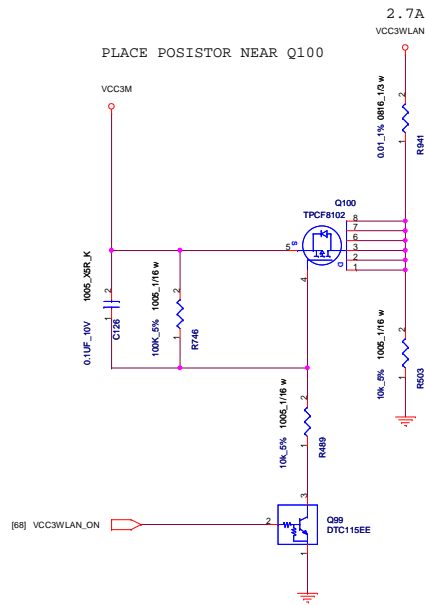 2.7A
VCC3WLAN
PLACE POSISTOR NEAR Q100
VCC3M
2
0.01_1% 0816_1/3 w
1
R941
Q100
TPCF8102
8
7
6
3
2
1
5
S
D
4
2
1005_X5R_K
0.1UF_10V
1
C126
2
1005_1/16 w
100K_5%
1
R746
2
1005_1/16 w
10k_5%
1
R503
2
1005_1/16 w
10k_5%
1
R489
3
[68] VCC3WLAN_ON
2
Q99
DTC115EE
1